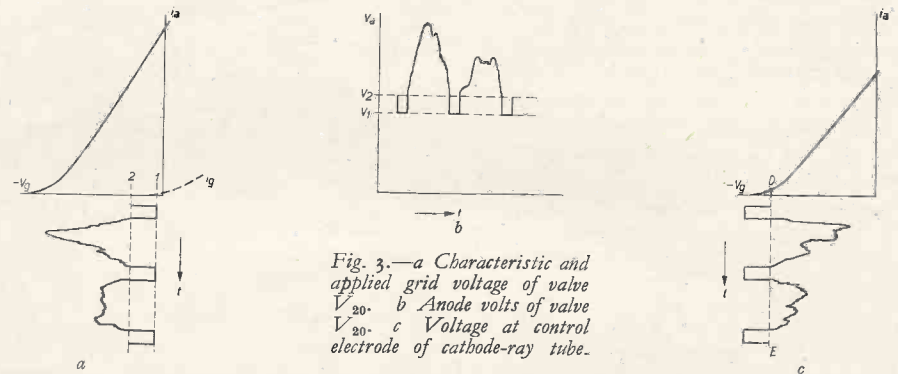 ia
-Vg
2
1
ig
t
a
Va
V2
V1
t
b
Fig. 3.—a Characteristic and
applied grid voltage of valve
V20. b Anode volts of valve
V20. c Voltage at control
electrode of cathode-ray tube.
ia
-Vg
0
t
E
c